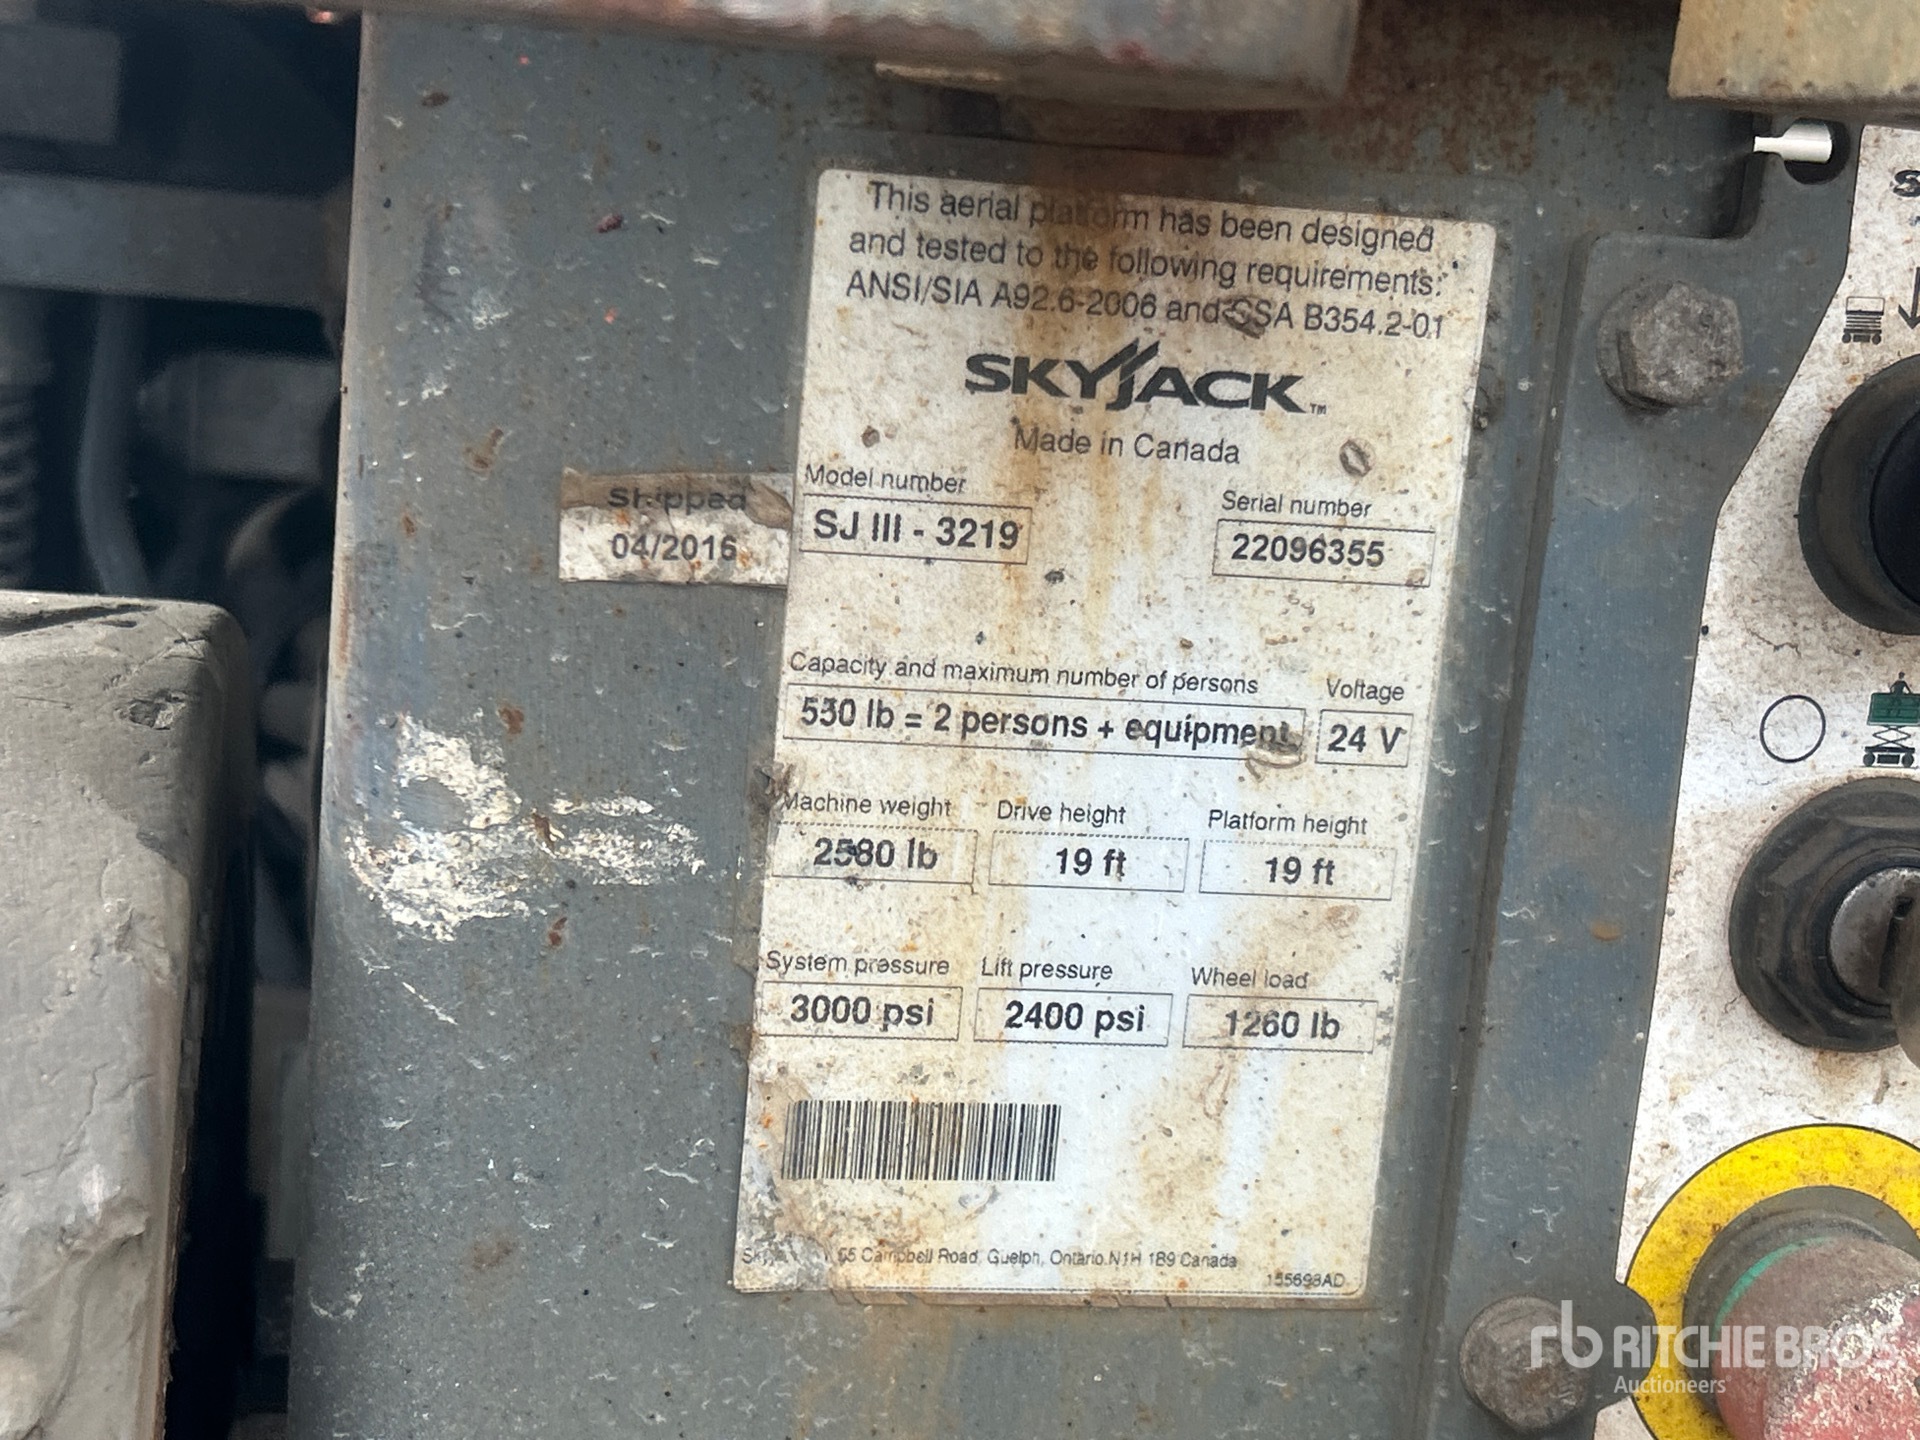 This aerial platform has been designed
and tested to the following requirements:
ANSI/SIA A92.6-2006 and CSA B354.2-01
SKYJACK™
Made in Canada
Model number
SJ III - 3219
Serial number
22096355
Shipped
04/2016
Capacity and maximum number of persons
550 lb = 2 persons + equipment
Voltage
24 V
Machine weight
2580 lb
Drive height
19 ft
Platform height
19 ft
System pressure
3000 psi
Lift pressure
2400 psi
Wheel load
1260 lb
Campbell Road, Guelph, Ontario N1H 1B9 Canada
155693AD
rb RITCHIE BROS
Auctioneers